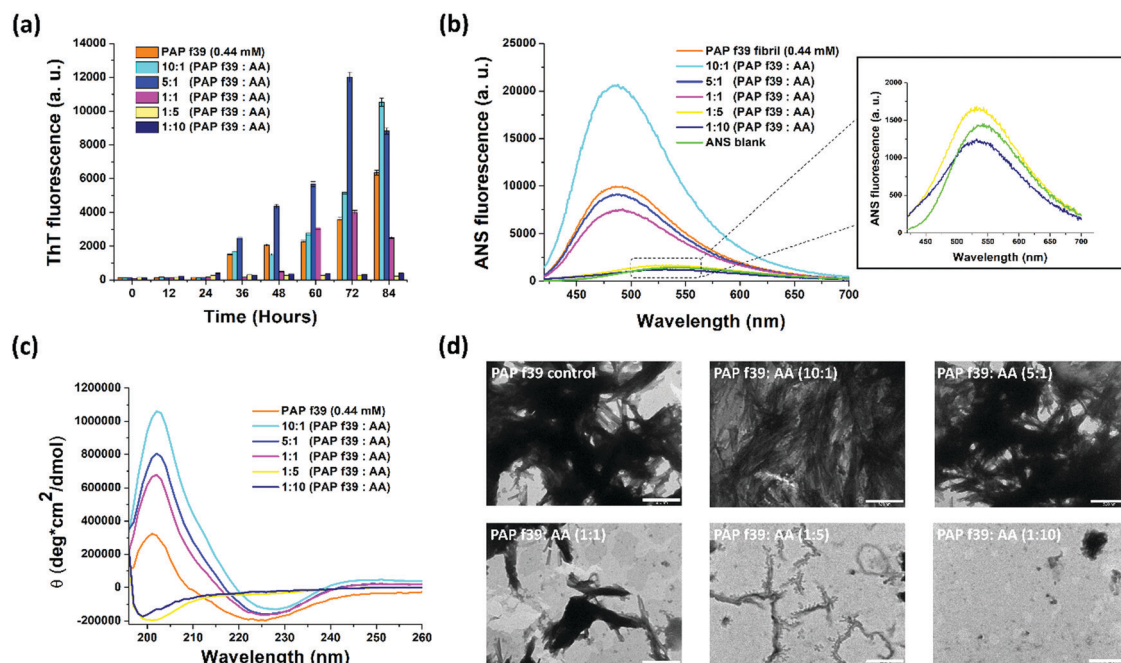 (a)
ThT fluorescence (a. u.)
14000
12000
10000
8000
6000
4000
2000
0
PAP f39 (0.44 mM)
10:1 (PAP f39 : AA)
5:1 (PAP f39 : AA)
1:1 (PAP f39 : AA)
1:5 (PAP f39 : AA)
1:10 (PAP f39 : AA)
0 12 24 36 48 60 72 84
Time (Hours)
(b)
ANS fluorescence (a. u.)
25000
20000
15000
10000
5000
0
PAP f39 fibril (0.44 mM)
10:1 (PAP f39 : AA)
5:1 (PAP f39 : AA)
1:1 (PAP f39 : AA)
1:5 (PAP f39 : AA)
1:10 (PAP f39 : AA)
ANS blank
450 500 550 600 650 700
Wavelength (nm)
ANS fluorescence (a. u.)
2000
1500
1000
500
0
450 500 550 600 650 700
Wavelength (nm)
(c)
θ (deg*cm2/dmol)
1200000
1000000
800000
600000
400000
200000
0
-200000
PAP f39 (0.44 mM)
10:1 (PAP f39 : AA)
5:1 (PAP f39 : AA)
1:1 (PAP f39 : AA)
1:5 (PAP f39 : AA)
1:10 (PAP f39 : AA)
200 210 220 230 240 250 260
Wavelength (nm)
(d)
PAP f39 control
PAP f39: AA (10:1)
PAP f39: AA (5:1)
PAP f39: AA (1:1)
PAP f39: AA (1:5)
PAP f39: AA (1:10)